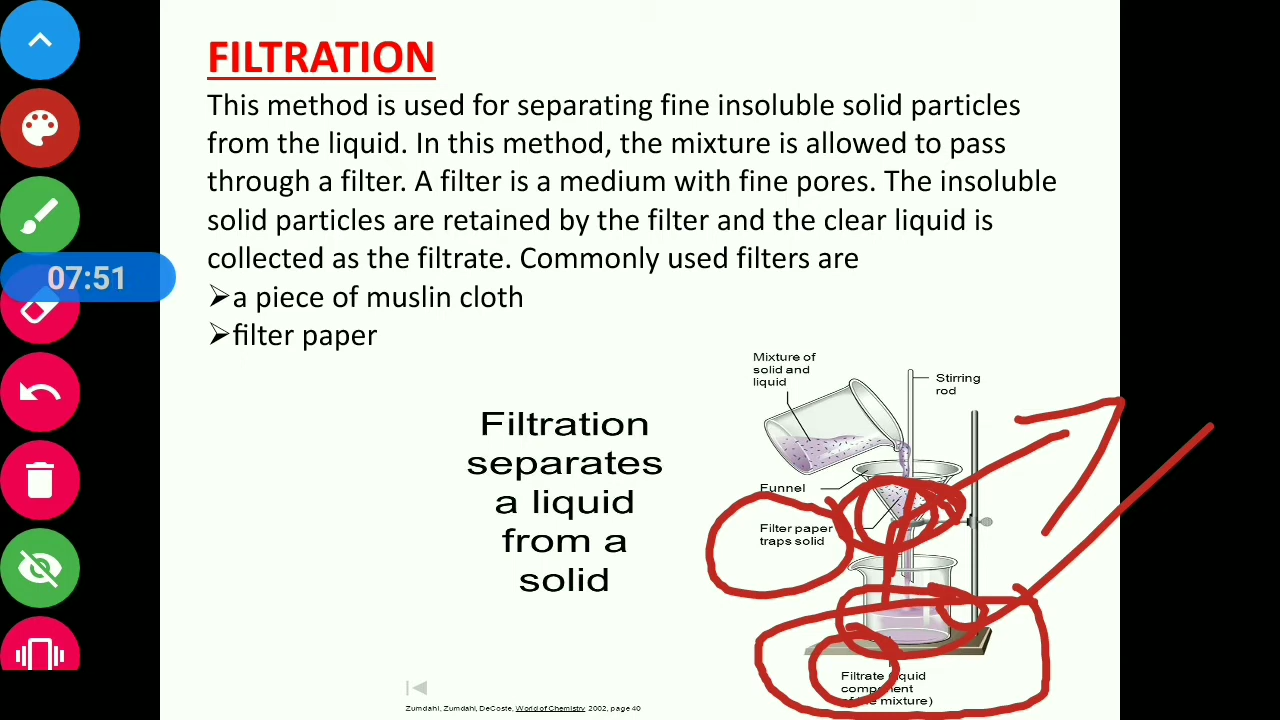 FILTRATION
This method is used for separating fine insoluble solid particles
from the liquid. In this method, the mixture is allowed to pass
through a filter. A filter is a medium with fine pores. The insoluble
solid particles are retained by the filter and the clear liquid is
collected as the filtrate. Commonly used filters are
➢a piece of muslin cloth
➢filter paper
07:51
Filtration
separates
a liquid
from a
solid
Mixture of
solid and
liquid
Stirring
rod
Funnel
Filter paper
traps solid
Filtrate (liquid
component
of the mixture)
Zumdahl, Zumdahl, DeCoste, World of Chemistry 2002, page 40